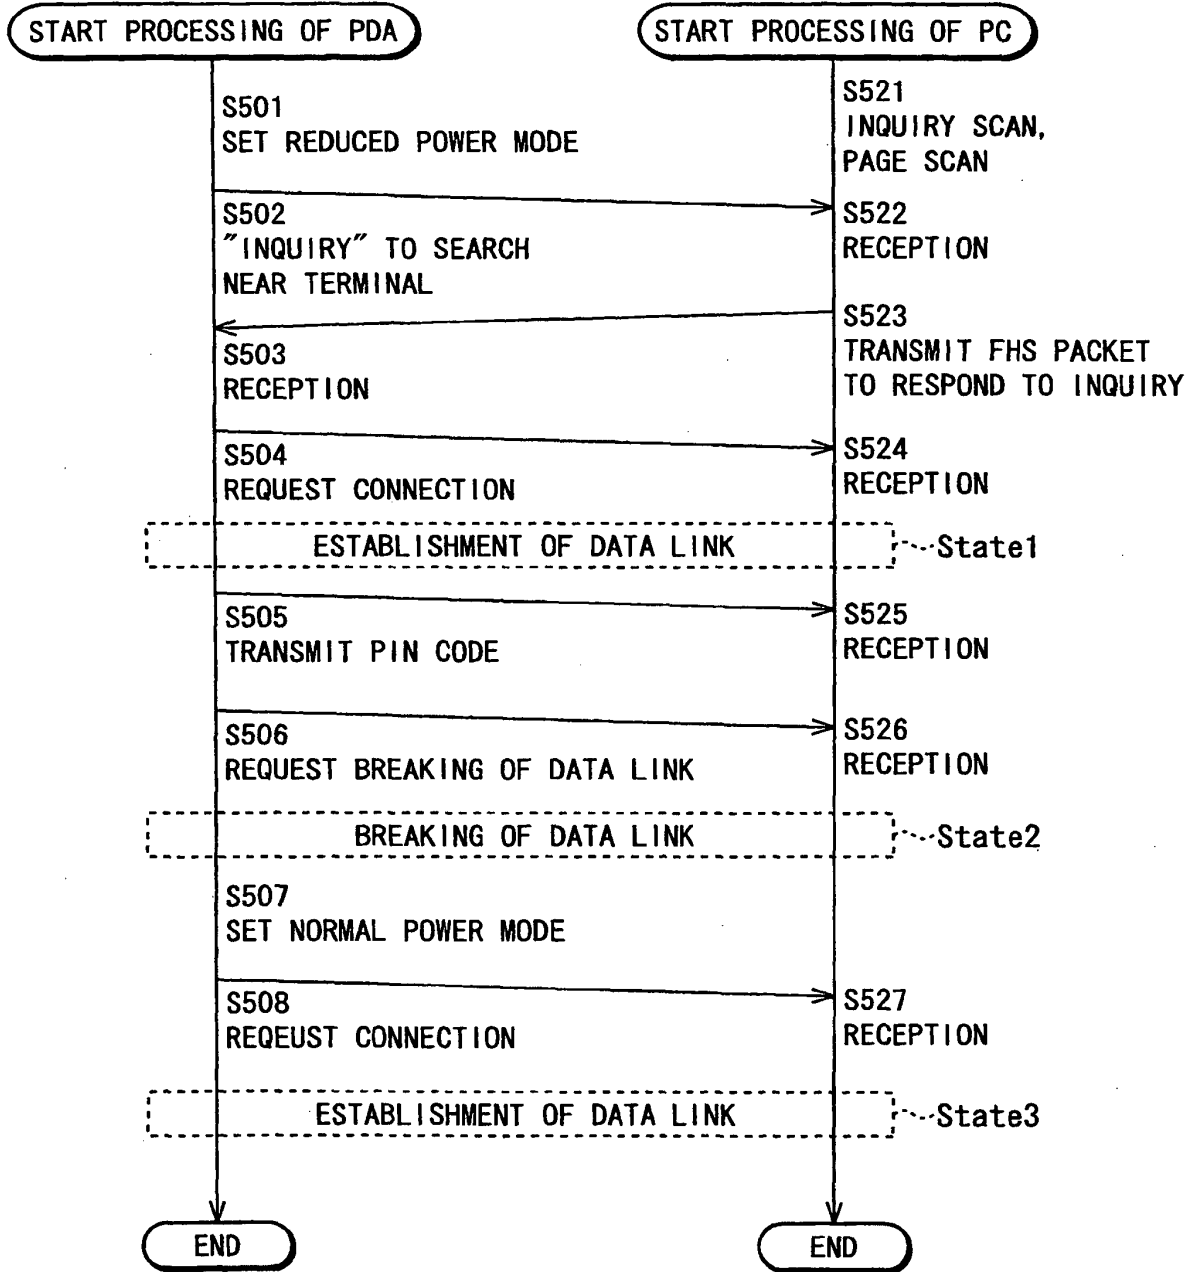 START PROCESSING OF PDA
START PROCESSING OF PC
S501
SET REDUCED POWER MODE
S521
INQUIRY SCAN,
PAGE SCAN
S502
"INQUIRY" TO SEARCH
NEAR TERMINAL
S522
RECEPTION
S503
RECEPTION
S523
TRANSMIT FHS PACKET
TO RESPOND TO INQUIRY
S504
REQUEST CONNECTION
S524
RECEPTION
ESTABLISHMENT OF DATA LINK
State1
S505
TRANSMIT PIN CODE
S525
RECEPTION
S506
REQUEST BREAKING OF DATA LINK
S526
RECEPTION
BREAKING OF DATA LINK
State2
S507
SET NORMAL POWER MODE
S508
REQEUST CONNECTION
S527
RECEPTION
ESTABLISHMENT OF DATA LINK
State3
END
END